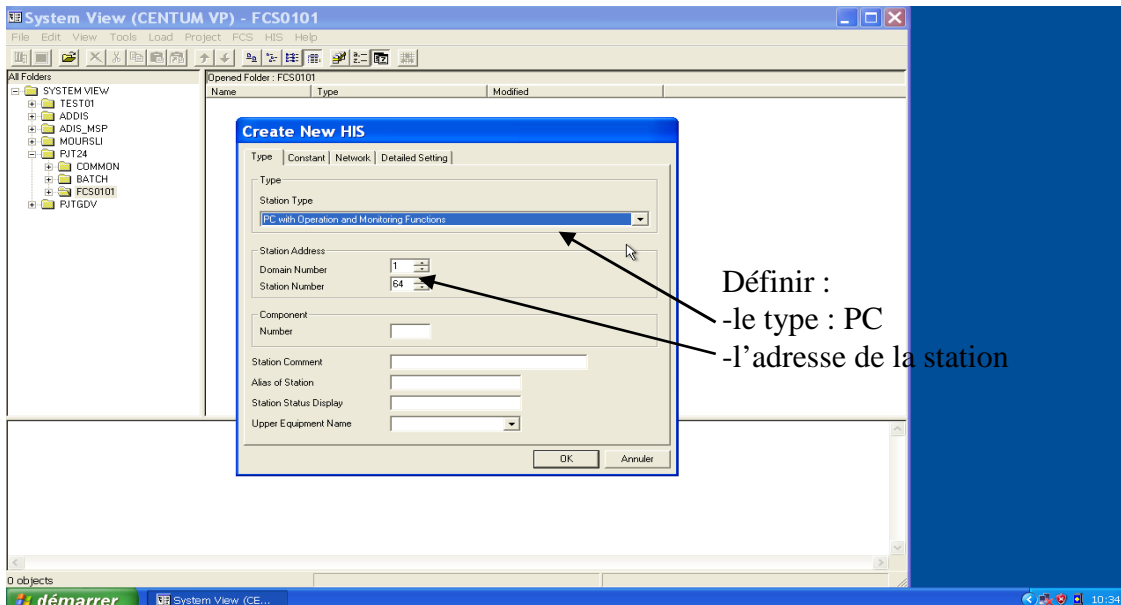 System View (CENTUM VP) - FCS0101
File Edit View Tools Load Project FCS HIS Help
All Folders
Opened Folder : FCS0101
Name Type Modified
SYSTEM VIEW
TEST01
ADDIS
ADIS_MSP
MOURSLI
PJT24
COMMON
BATCH
FCS0101
PJTGDV
Create New HIS
Type Constant Network Detailed Setting
Type
Station Type
PC with Operation and Monitoring Functions
Station Address
Domain Number 1
Station Number 64
Component
Number
Station Comment
Alias of Station
Station Status Display
Upper Equipment Name
OK Annuler
Définir :
-le type : PC
-l’adresse de la station
0 objects
démarrer System View (CE... 10:34